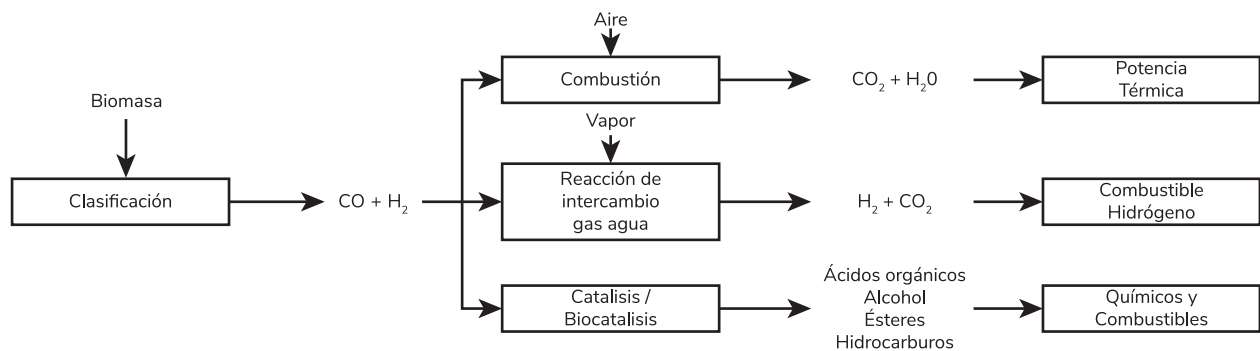 Aire
Combustión
CO₂ + H₂0
Potencia
Térmica
Biomasa
Clasificación
CO + H₂
Vapor
Reacción de
intercambio
gas agua
H₂ + CO₂
Combustible
Hidrógeno
Catalisis /
Biocatalisis
Ácidos orgánicos
Alcohol
Ésteres
Hidrocarburos
Químicos y
Combustibles